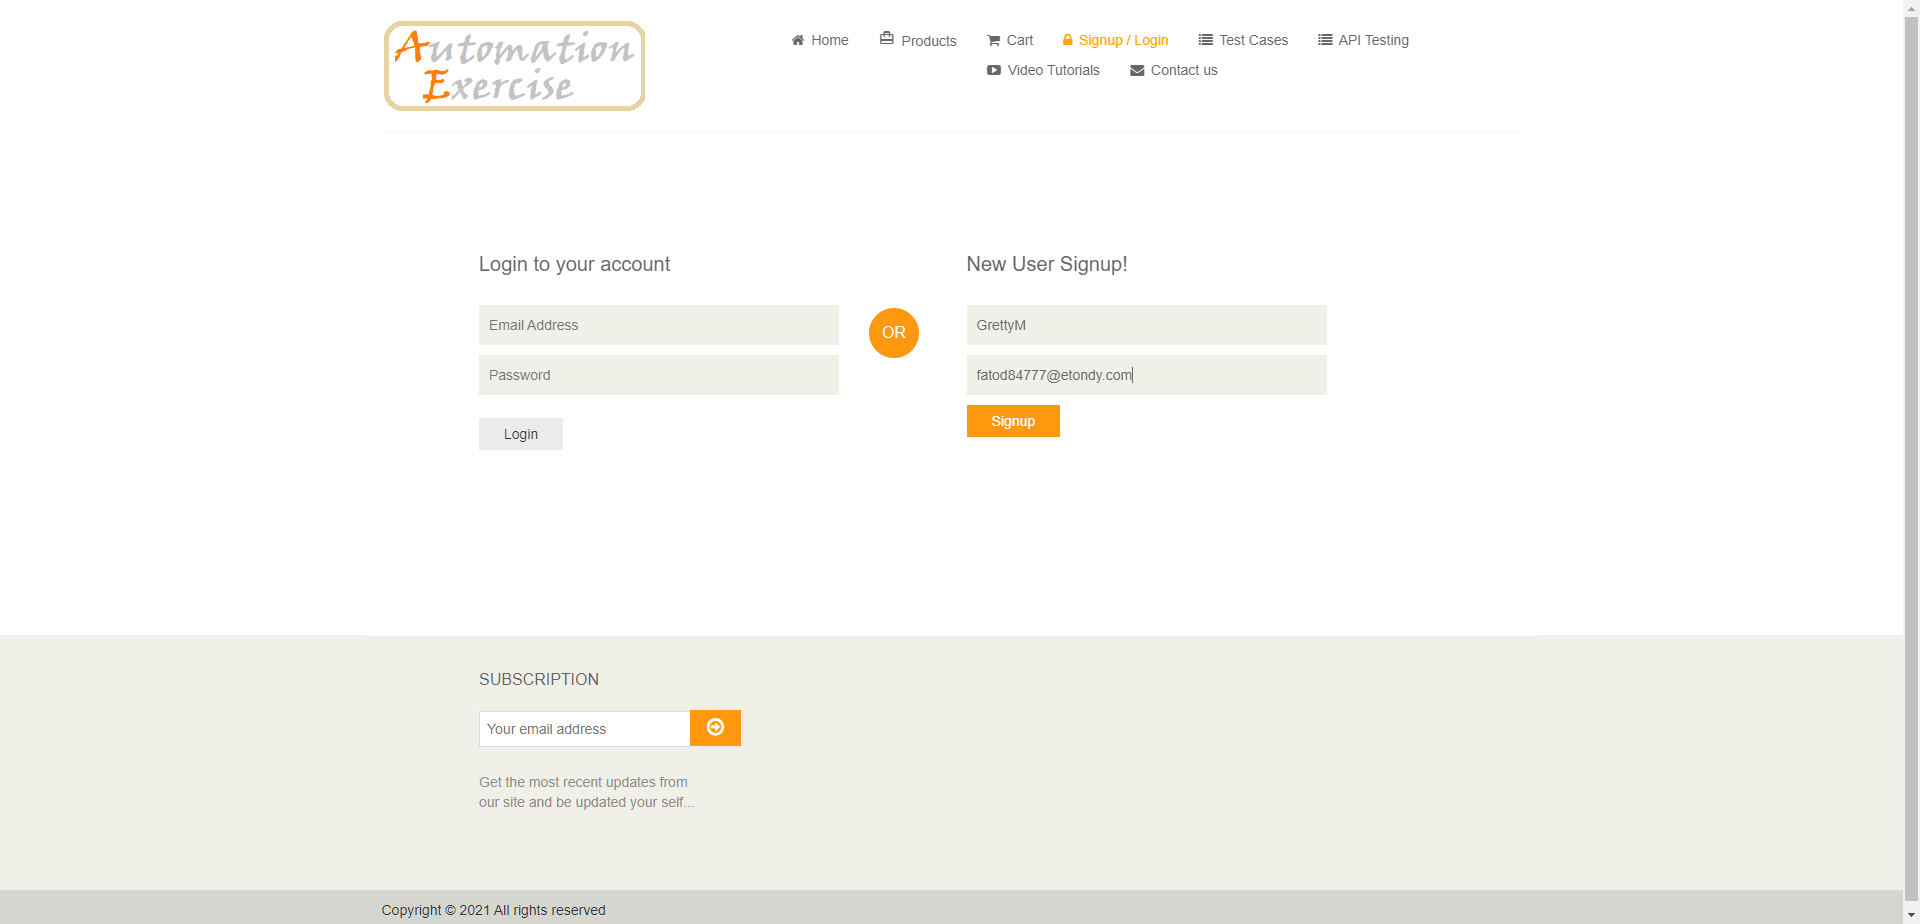 Automation
Exercise
Home
Products
Cart
Signup / Login
Test Cases
API Testing
Video Tutorials
Contact us
Login to your account
Email Address
Password
Login
OR
New User Signup!
GrettyM
fatod84777@etondy.com
Signup
SUBSCRIPTION
Your email address
Get the most recent updates from
our site and be updated your self...
Copyright © 2021 All rights reserved